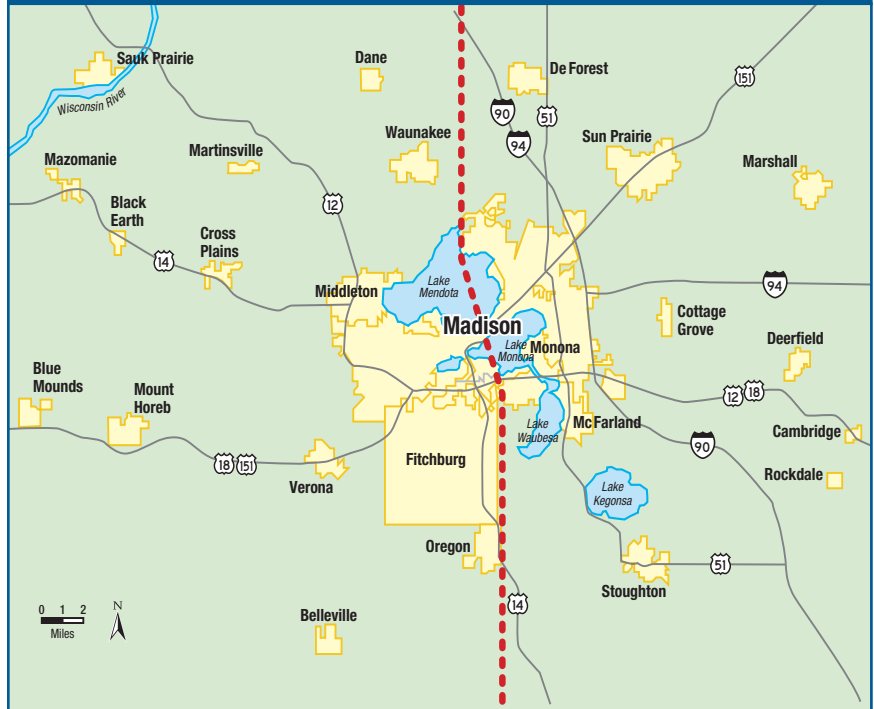 Sauk Prairie
Wisconsin River
Dane
De Forest
151
90
51
94
Waunakee
Sun Prairie
Marshall
Mazomanie
Martinsville
12
Black
Earth
Cross
Plains
14
Middleton
Lake
Mendota
94
Madison
Cottage
Grove
Lake
Monona
Monona
Deerfield
Blue
Mounds
Mount
Horeb
12
18
Lake
Waubesa
Mc Farland
Cambridge
90
18
151
Verona
Fitchburg
Rockdale
Lake
Kegonsa
Oregon
51
Stoughton
14
Belleville
0 1 2
Miles
N